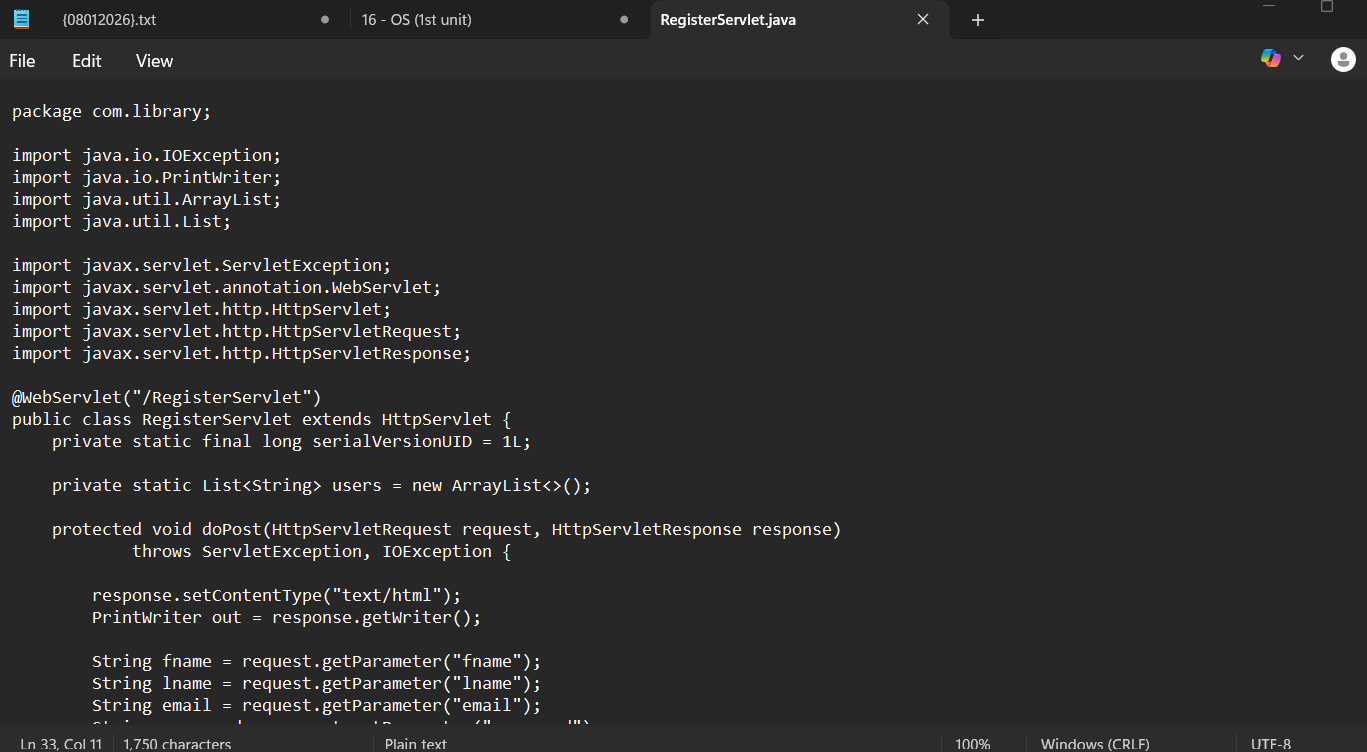 {08012026}.txt
16 - OS (1st unit)
RegisterServlet.java
File Edit View
package com.library;
import java.io.IOException;
import java.io.PrintWriter;
import java.util.ArrayList;
import java.util.List;
import javax.servlet.ServletException;
import javax.servlet.annotation.WebServlet;
import javax.servlet.http.HttpServlet;
import javax.servlet.http.HttpServletRequest;
import javax.servlet.http.HttpServletResponse;
@WebServlet("/RegisterServlet")
public class RegisterServlet extends HttpServlet {
    private static final long serialVersionUID = 1L;
    private static List<String> users = new ArrayList<>();
    protected void doPost(HttpServletRequest request, HttpServletResponse response)
            throws ServletException, IOException {
        response.setContentType("text/html");
        PrintWriter out = response.getWriter();
        String fname = request.getParameter("fname");
        String lname = request.getParameter("lname");
        String email = request.getParameter("email");
Ln 33, Col 11 1,750 characters Plain text 100% Windows (CRLF) UTF-8